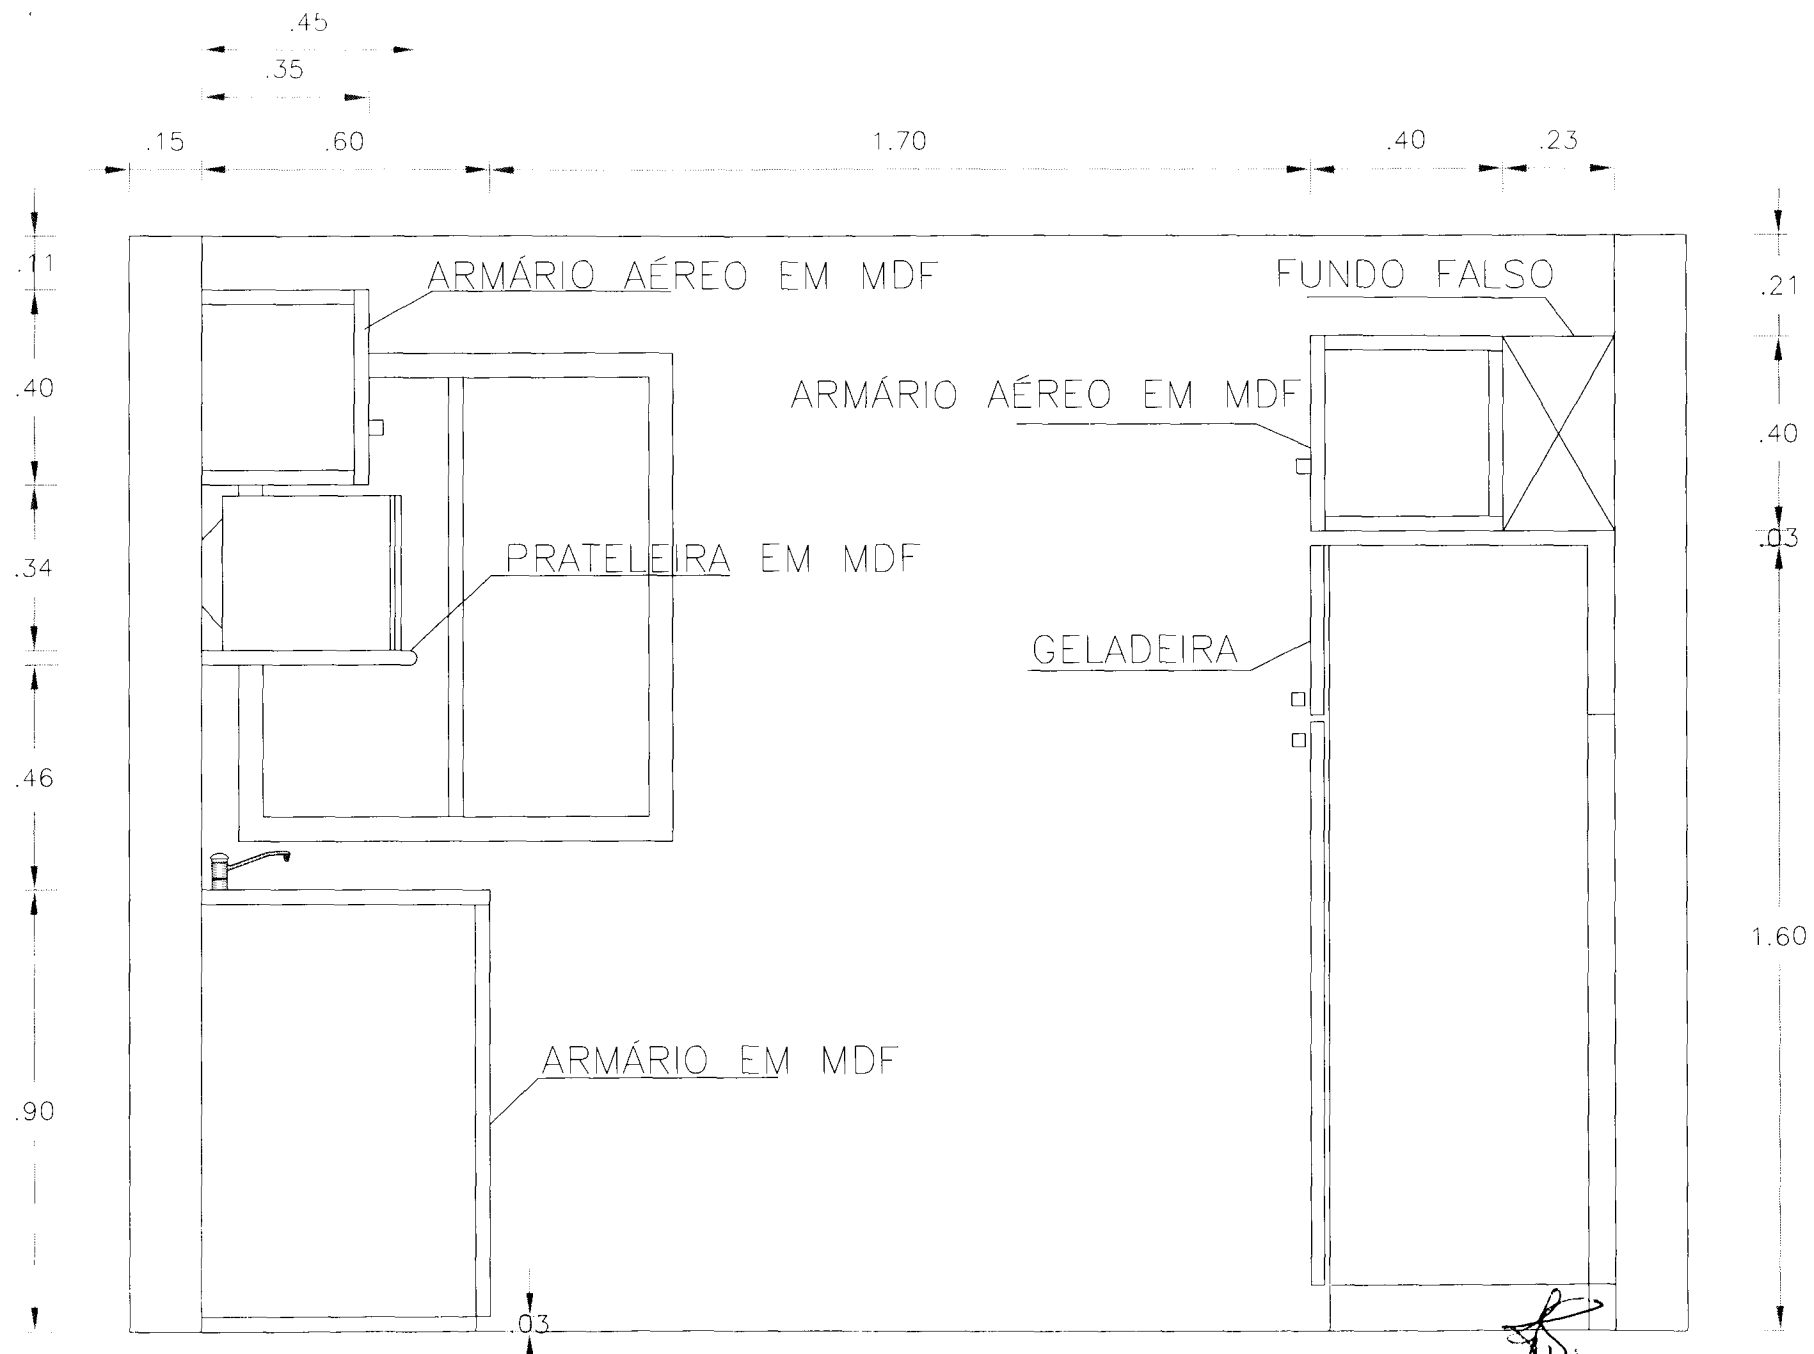 .45
.35
.15 .60 1.70 .40 .23
.11
ARMÁRIO AÉREO EM MDF
FUNDO FALSO
.21
.40
ARMÁRIO AÉREO EM MDF
.40
.03
.34
PRATELEIRA EM MDF
GELADEIRA
.46
1.60
ARMÁRIO EM MDF
.90
.03